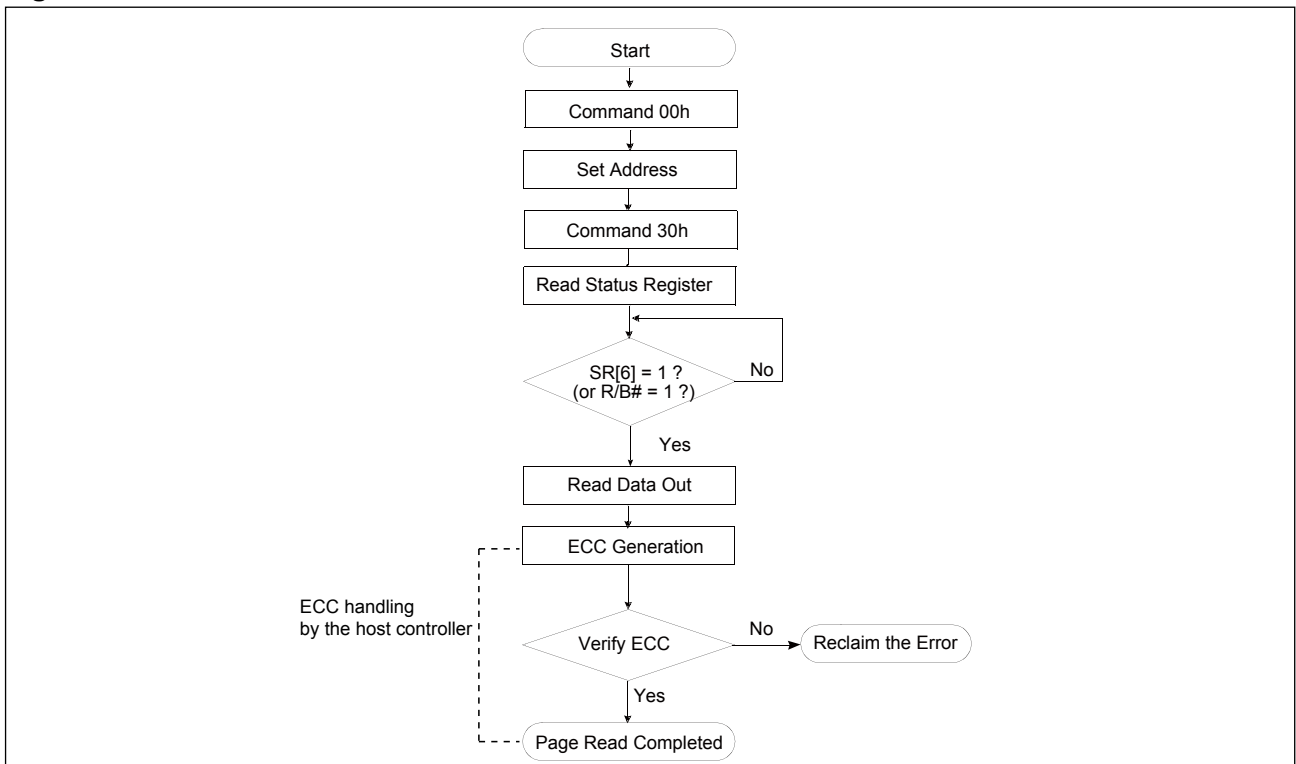 Start
Command 00h
Set Address
Command 30h
Read Status Register
SR[6] = 1 ?
(or R/B# = 1 ?)
No
Yes
Read Data Out
ECC Generation
ECC handling
by the host controller
Verify ECC
No
Reclaim the Error
Yes
Page Read Completed